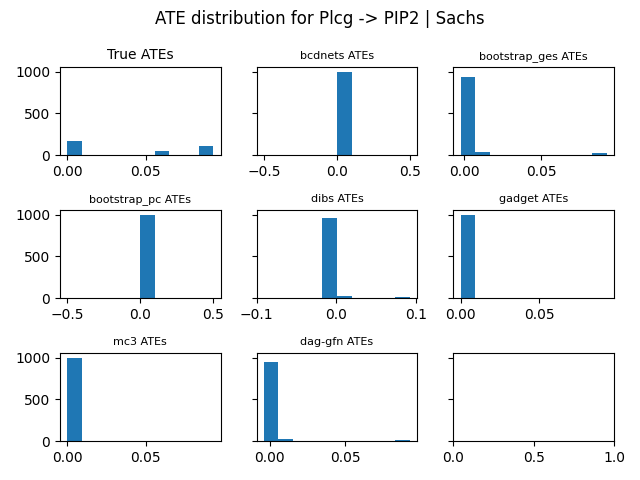 ATE distribution for Plcg -> PIP2 | Sachs
True ATEs
bcdnets ATEs
bootstrap_ges ATEs
1000
500
0
0.00 0.05
−0.5 0.0 0.5
0.00 0.05
bootstrap_pc ATEs
dibs ATEs
gadget ATEs
1000
500
0
−0.5 0.0 0.5
−0.1 0.0 0.1
0.00 0.05
mc3 ATEs
dag-gfn ATEs
1000
500
0
0.00 0.05
0.00 0.05
0.0 0.5 1.0